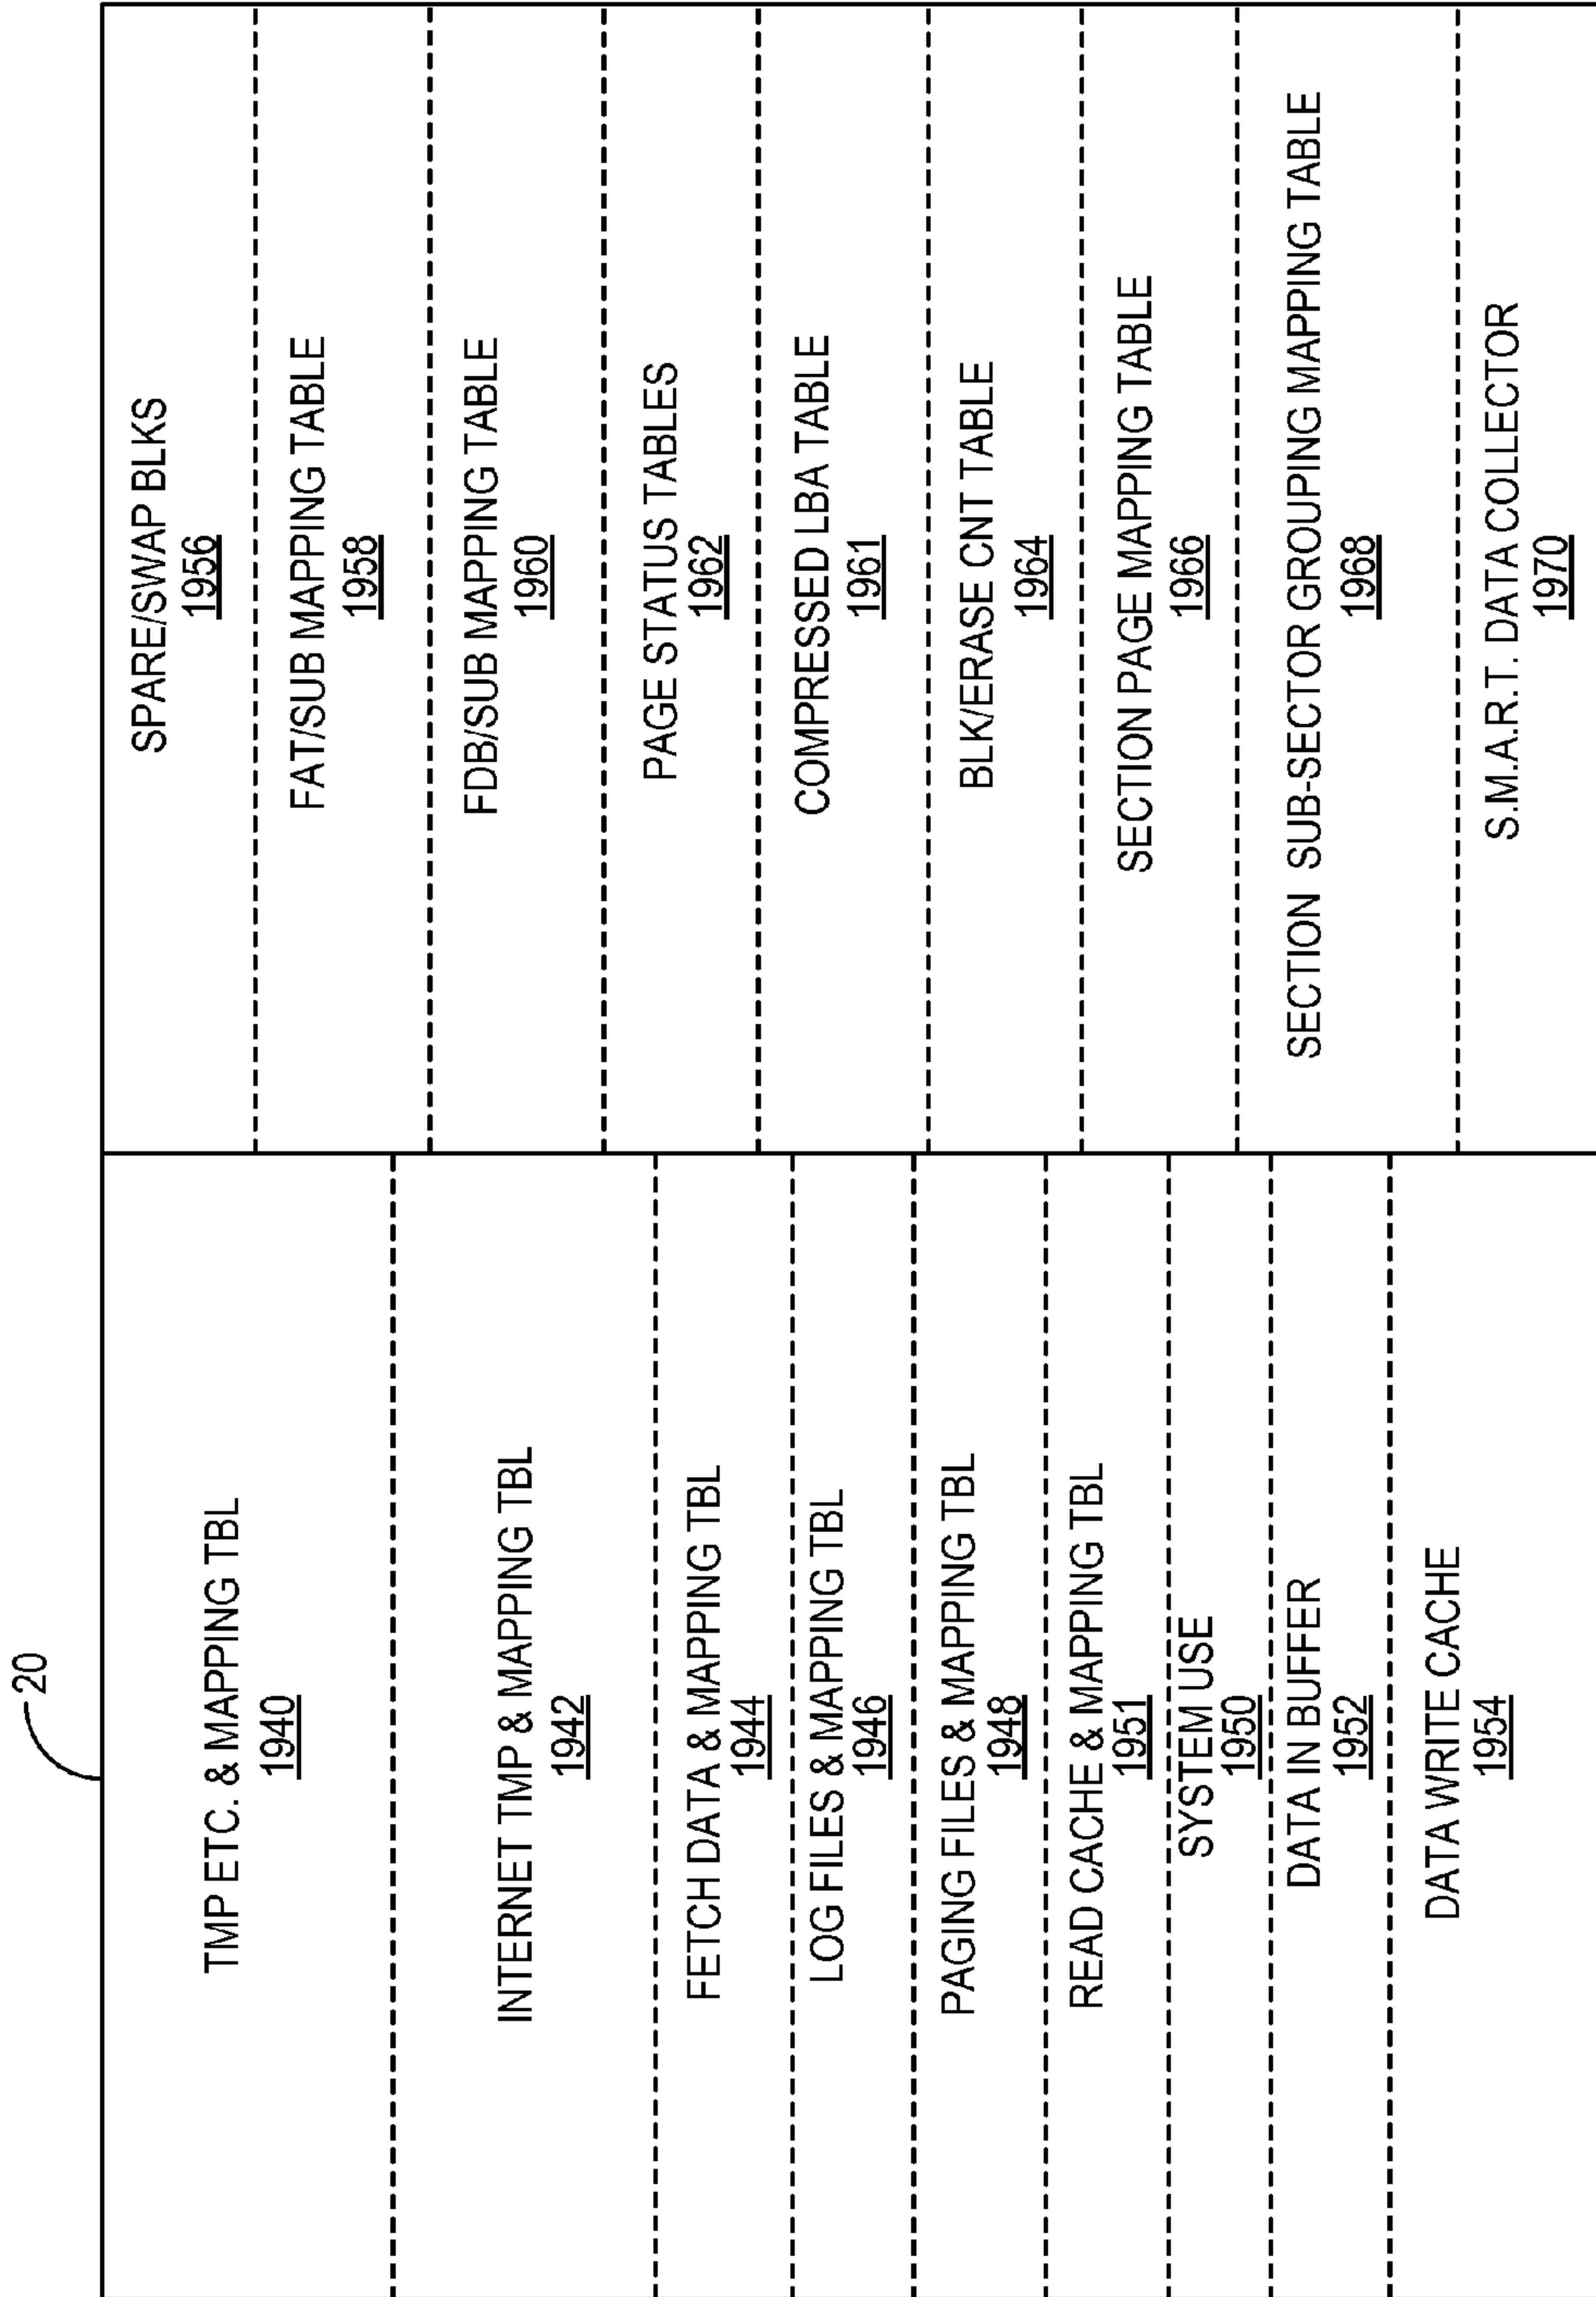 20
TMP ETC. & MAPPING TBL
1940
INTERNET TMP & MAPPING TBL
1942
FETCH DATA & MAPPING TBL
1944
LOG FILES & MAPPING TBL
1946
PAGING FILES & MAPPING TBL
1948
READ CACHE & MAPPING TBL
1951
SYSTEM USE
1950
DATA IN BUFFER
1952
DATA WRITE CACHE
1954
SPARE/SWAP BLKS
1956
FAT/SUB MAPPING TABLE
1958
FDB/SUB MAPPING TABLE
1960
PAGE STATUS TABLES
1962
COMPRESSED LBA TABLE
1961
BLK/ERASE CNT TABLE
1964
SECTION PAGE MAPPING TABLE
1966
SECTION SUB-SECTOR GROUPING MAPPING TABLE
1968
S.M.A.R.T. DATA COLLECTOR
1970